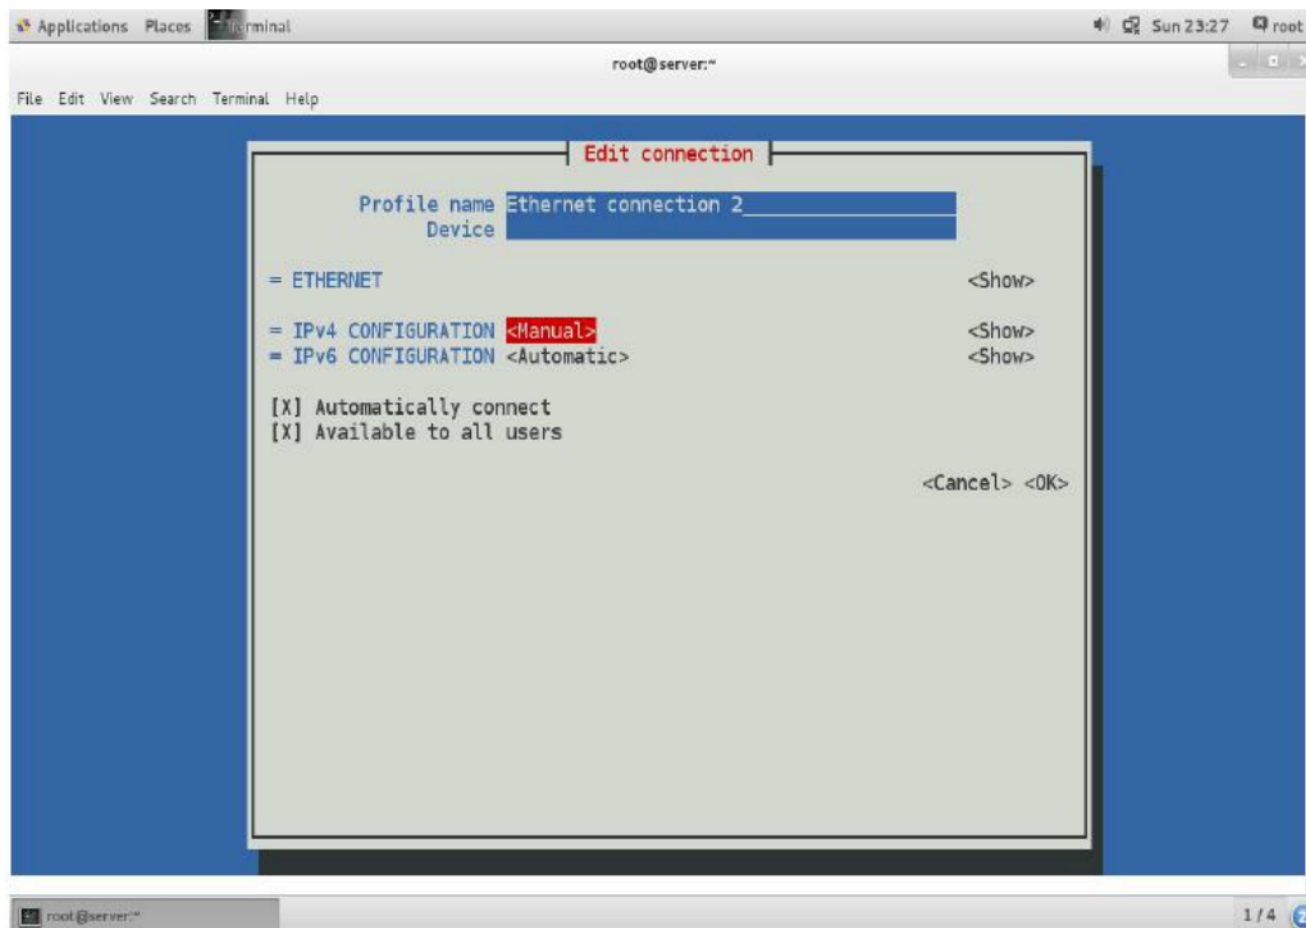 Applications Places Terminal Sun 23:27 root
root@server:~
File Edit View Search Terminal Help
Edit connection
Profile name Ethernet connection 2
Device
= ETHERNET <Show>
= IPv4 CONFIGURATION <Manual> <Show>
= IPv6 CONFIGURATION <Automatic> <Show>
[X] Automatically connect
[X] Available to all users
<Cancel> <OK>
root@server:~ 1 / 4 2